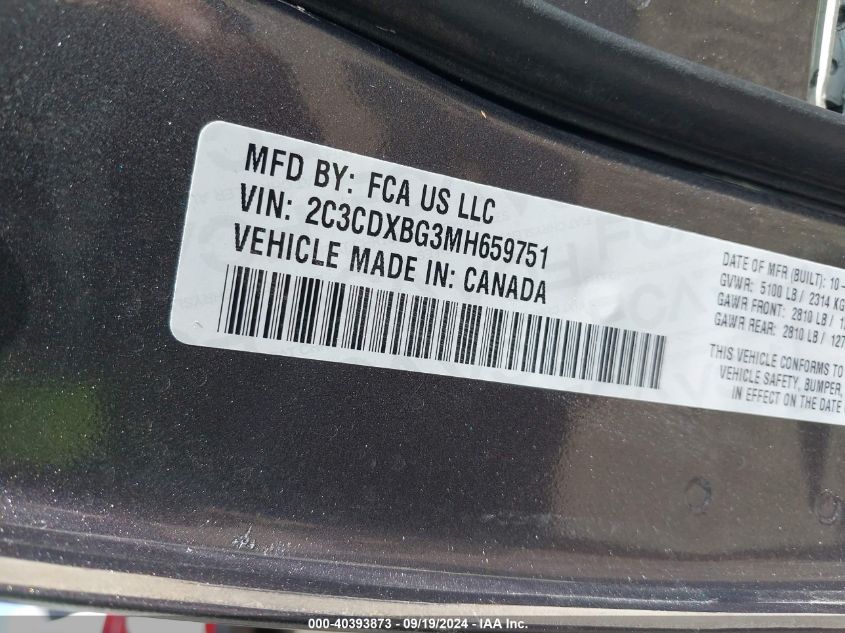 MFD BY: FCA US LLC
VIN: 2C3CDXBG3MH659751
VEHICLE MADE IN: CANADA
DATE OF MFR (BUILT): 10-
GVWR: 5100 LB / 2314 KG
GAWR FRONT: 2810 LB / 12
GAWR REAR: 2810 LB / 127
THIS VEHICLE CONFORMS TO
VEHICLE SAFETY, BUMPER,
IN EFFECT ON THE DATE
000-40393873 - 09/19/2024 - IAA Inc.